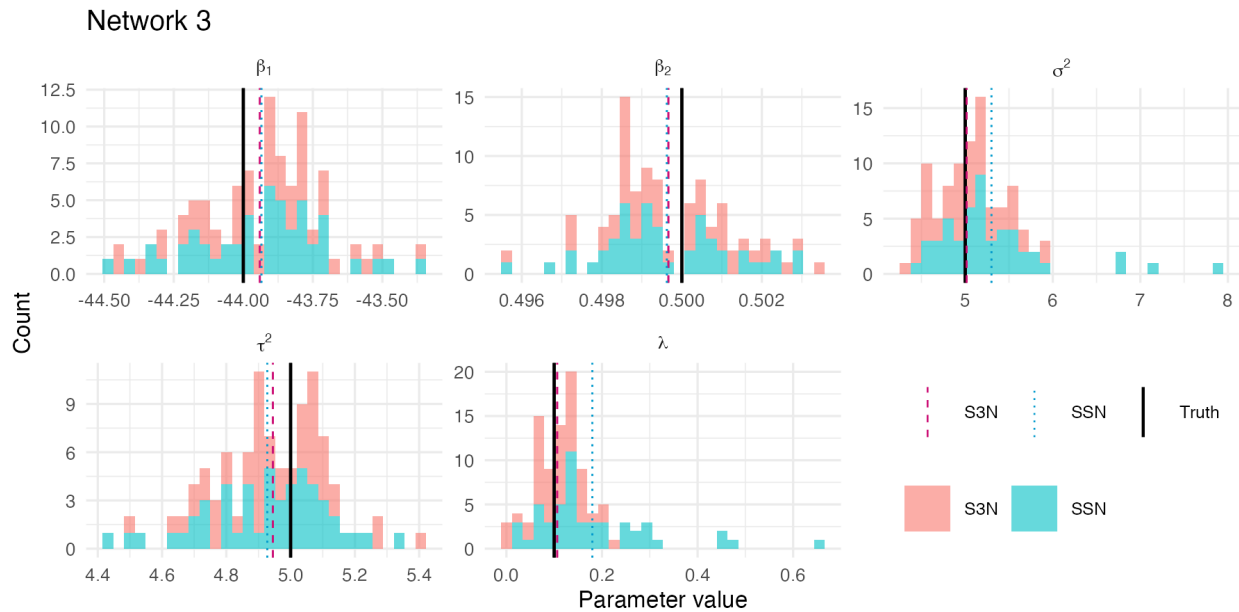 Network 3
β₁
β₂
σ²
12.5
10.0
7.5
5.0
2.5
0.0
-44.50 -44.25 -44.00 -43.75 -43.50
15
10
5
0
0.496 0.498 0.500 0.502
15
10
5
0
5 6 7 8
Count
τ²
λ
9
6
3
0
4.4 4.6 4.8 5.0 5.2 5.4
20
15
10
5
0
0.0 0.2 0.4 0.6
S3N SSN Truth
S3N SSN
Parameter value